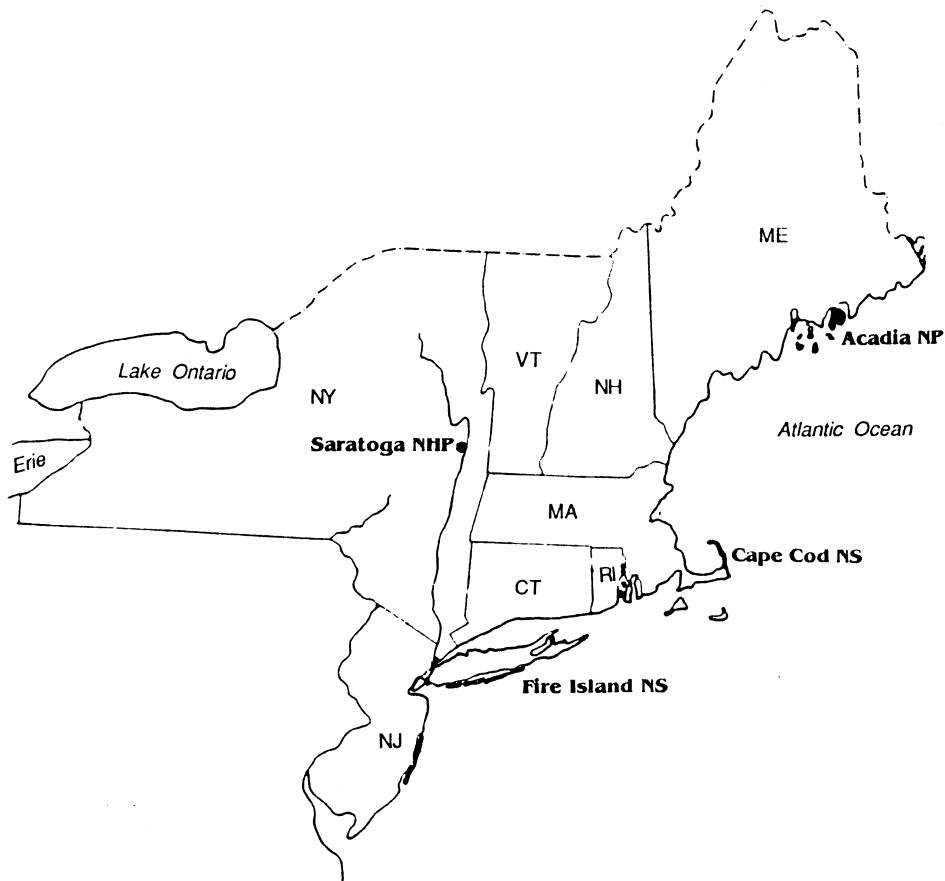 ME
Acadia NP
VT
Lake Ontario
NH
NY
Atlantic Ocean
Saratoga NHP
Erie
MA
Cape Cod NS
RI
CT
Fire Island NS
NJ